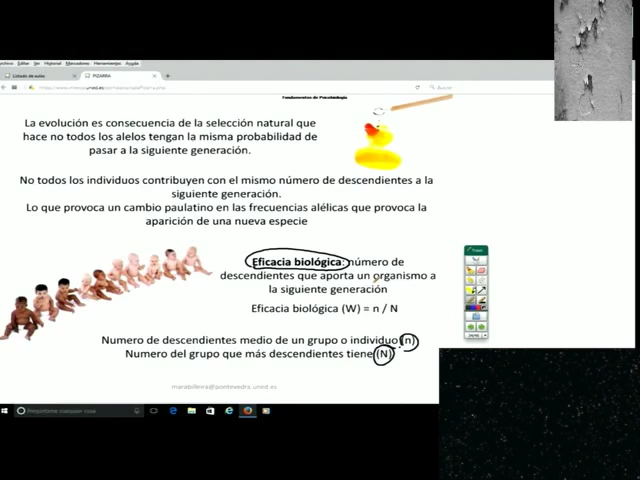 Archivo Editar Ver Historial Marcadores Herramientas Ayuda
Listado de aulas
PIZARRA
Buscar
Fundamentos de Psicobiología
La evolución es consecuencia de la selección natural que
hace no todos los alelos tengan la misma probabilidad de
pasar a la siguiente generación.
No todos los individuos contribuyen con el mismo número de descendientes a la
siguiente generación.
Lo que provoca un cambio paulatino en las frecuencias alélicas que provoca la
aparición de una nueva especie
Eficacia biológica: número de
descendientes que aporta un organismo a
la siguiente generación
Eficacia biológica (W) = n / N
Numero de descendientes medio de un grupo o individuo (n)
Numero del grupo que más descendientes tiene (N)
marabilleira@pontevedra.uned.es
Pregúntame cualquier cosa